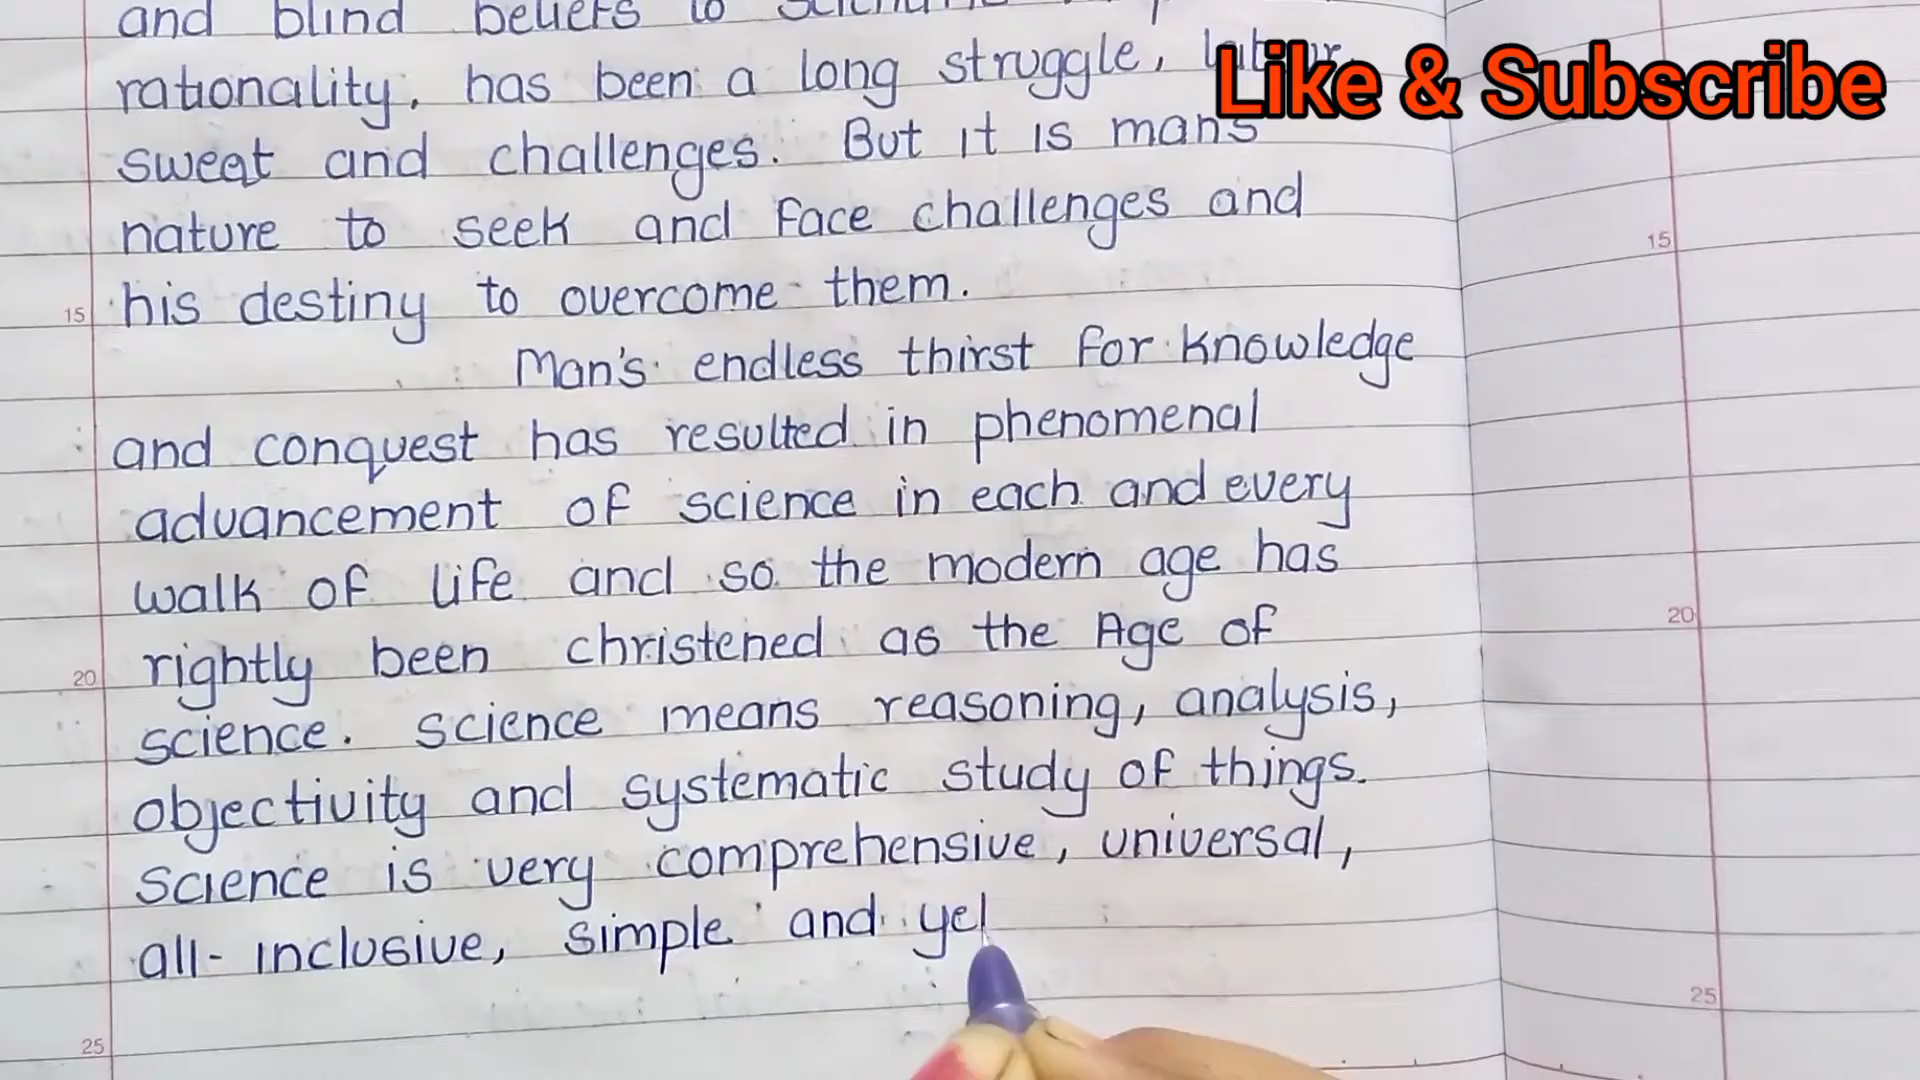 and blind beliefs to
rationality, has been a long struggle,
Like & Subscribe
sweat and challenges. But it is man's
nature to seek and face challenges and
15 his destiny to overcome them.
15
Man's endless thirst for knowledge
and conquest has resulted in phenomenal
advancement of science in each and every
walk of life and so the modern age has
20 rightly been christened as the Age of
20
science. Science means reasoning, analysis,
objectivity and systematic study of things.
Science is very comprehensive, universal,
all-inclusive, simple and
25
25